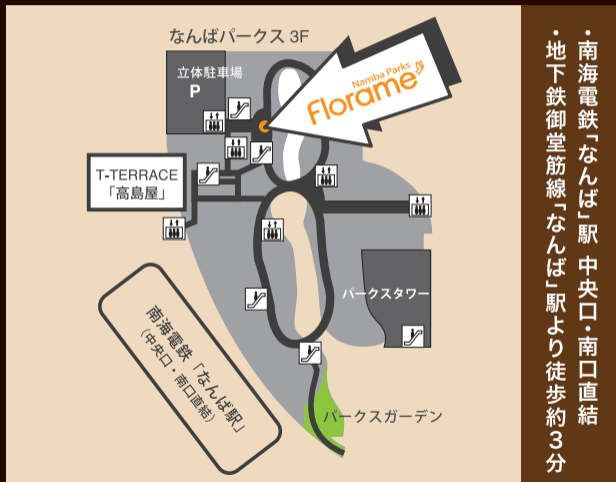 なんばパークス 3F
立体駐車場
P
Namba Parks
Florame
T-TERRACE
「高島屋」
パークスタワー
南海電鉄「なんば駅」
（中央口・南口直結）
パークスガーデン
・南海電鉄「なんば」駅 中央口・南口直結
・地下鉄御堂筋線「なんば」駅より徒歩約3分